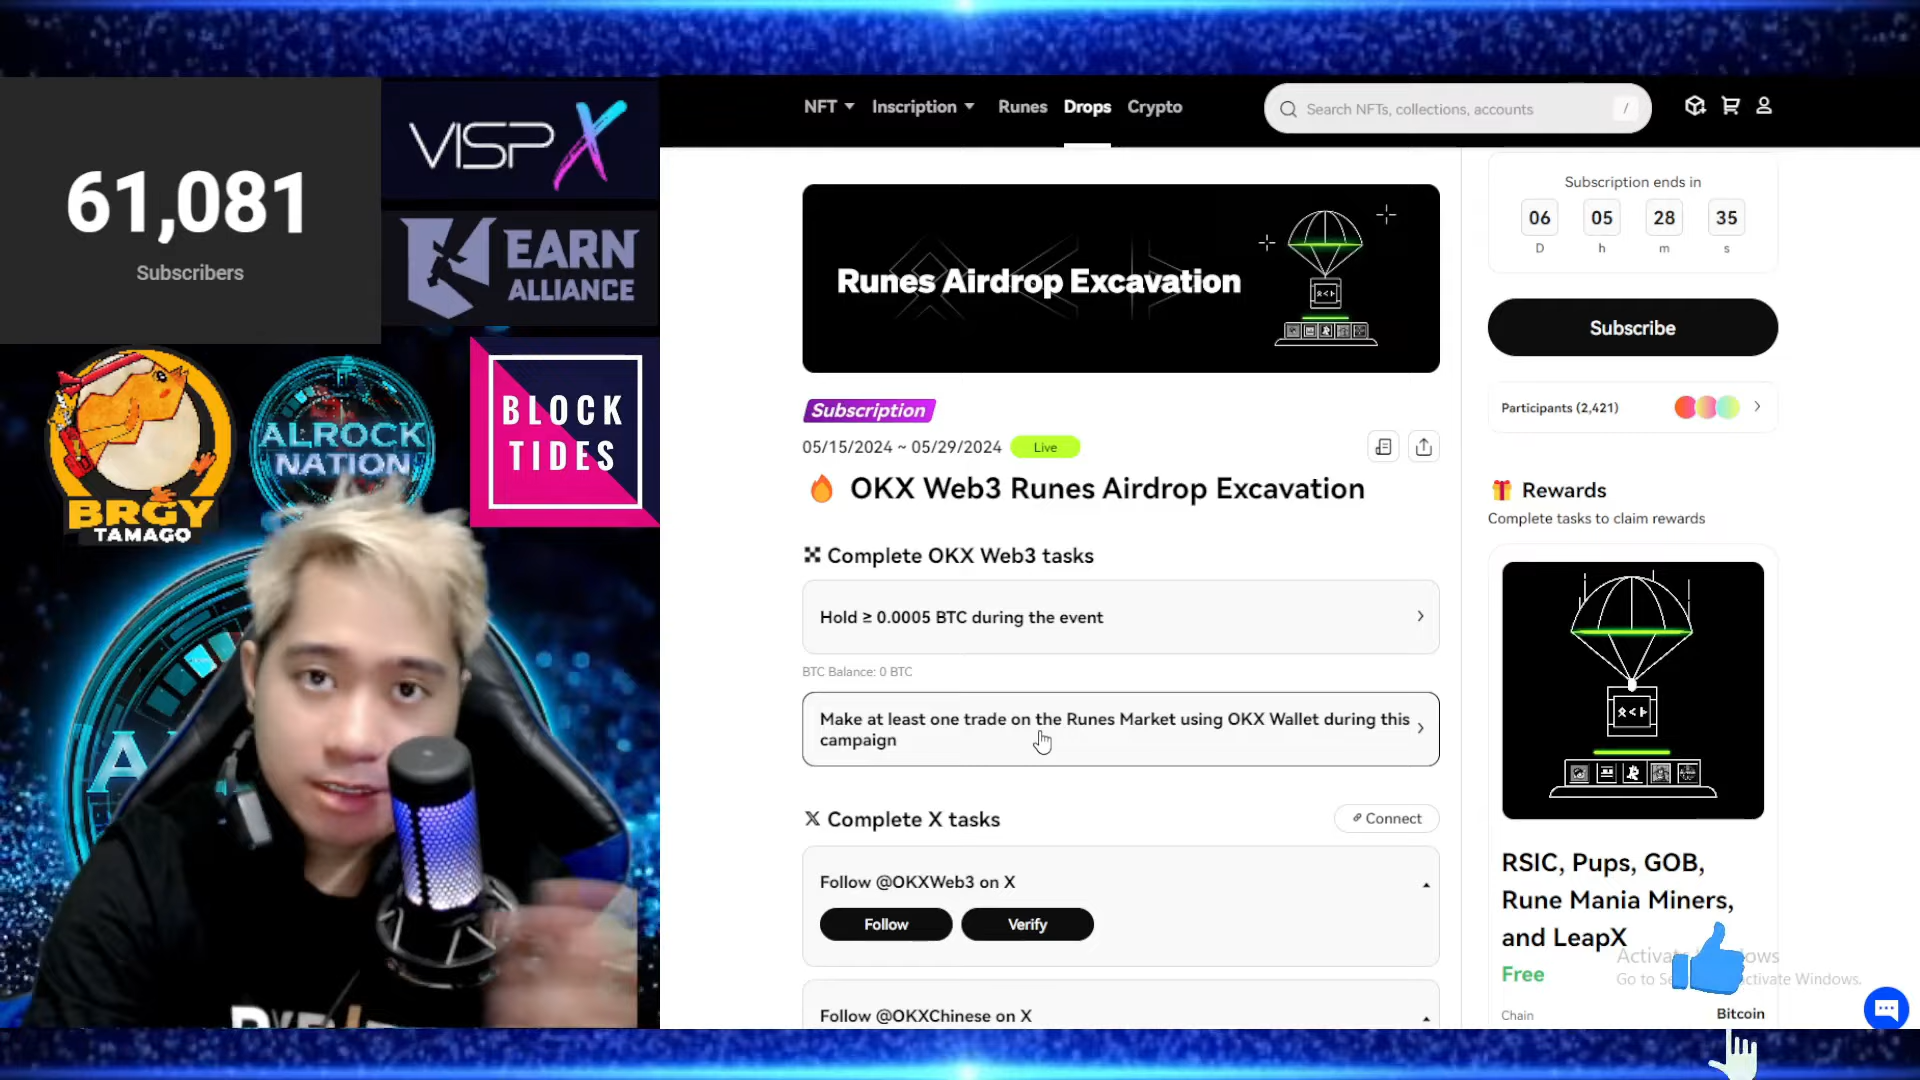 61,081
Subscribers
VISPX
EARN
ALLIANCE
BRGY
TAMAGO
ALROCK
NATION
BLOCK
TIDES
NFT
Inscription
Runes
Drops
Crypto
Search NFTs, collections, accounts
/
Runes Airdrop Excavation
Subscription
05/15/2024 ~ 05/29/2024
Live
OKX Web3 Runes Airdrop Excavation
Complete OKX Web3 tasks
Hold ≥ 0.0005 BTC during the event
BTC Balance: 0 BTC
Make at least one trade on the Runes Market using OKX Wallet during this
campaign
Complete X tasks
Connect
Follow @OKXWeb3 on X
Follow
Verify
Follow @OKXChinese on X
Subscription ends in
06 05 28 35
D h m s
Subscribe
Participants (2,421)
Rewards
Complete tasks to claim rewards
RSIC, Pups, GOB,
Rune Mania Miners,
and LeapX
Free
Chain
Bitcoin